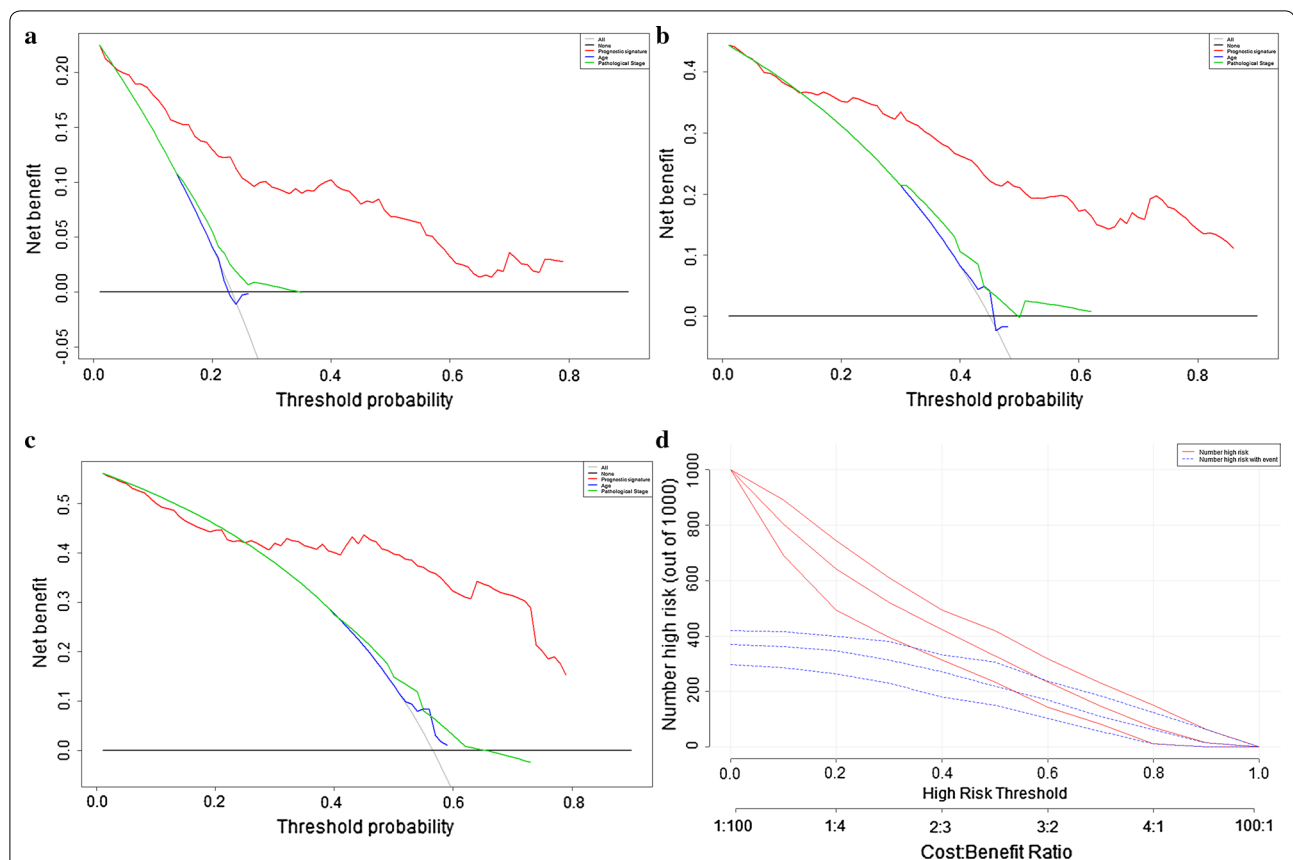 a
All
None
Prognostic signature
Age
Pathological Stage
Net benefit
0.20
0.15
0.10
0.05
0.00
-0.05
0.0 0.2 0.4 0.6 0.8
Threshold probability
b
All
None
Prognostic signature
Age
Pathological Stage
Net benefit
0.4
0.3
0.2
0.1
0.0
0.0 0.2 0.4 0.6 0.8
Threshold probability
c
All
None
Prognostic signature
Age
Pathological Stage
Net benefit
0.5
0.4
0.3
0.2
0.1
0.0
0.0 0.2 0.4 0.6 0.8
Threshold probability
d
Number high risk
Number high risk with event
Number high risk (out of 1000)
1000
800
600
400
200
0
0.0 0.2 0.4 0.6 0.8 1.0
High Risk Threshold
1:100 1:4 2:3 3:2 4:1 100:1
Cost:Benefit Ratio